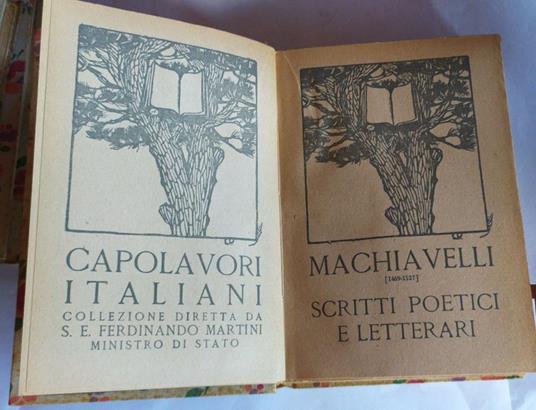 CAPOLAVORI
ITALIANI
COLLEZIONE DIRETTA DA
S. E. FERDINANDO MARTINI
MINISTRO DI STATO
MACHIAVELLI
[1469-1527]
SCRITTI POETICI
E LETTERARI